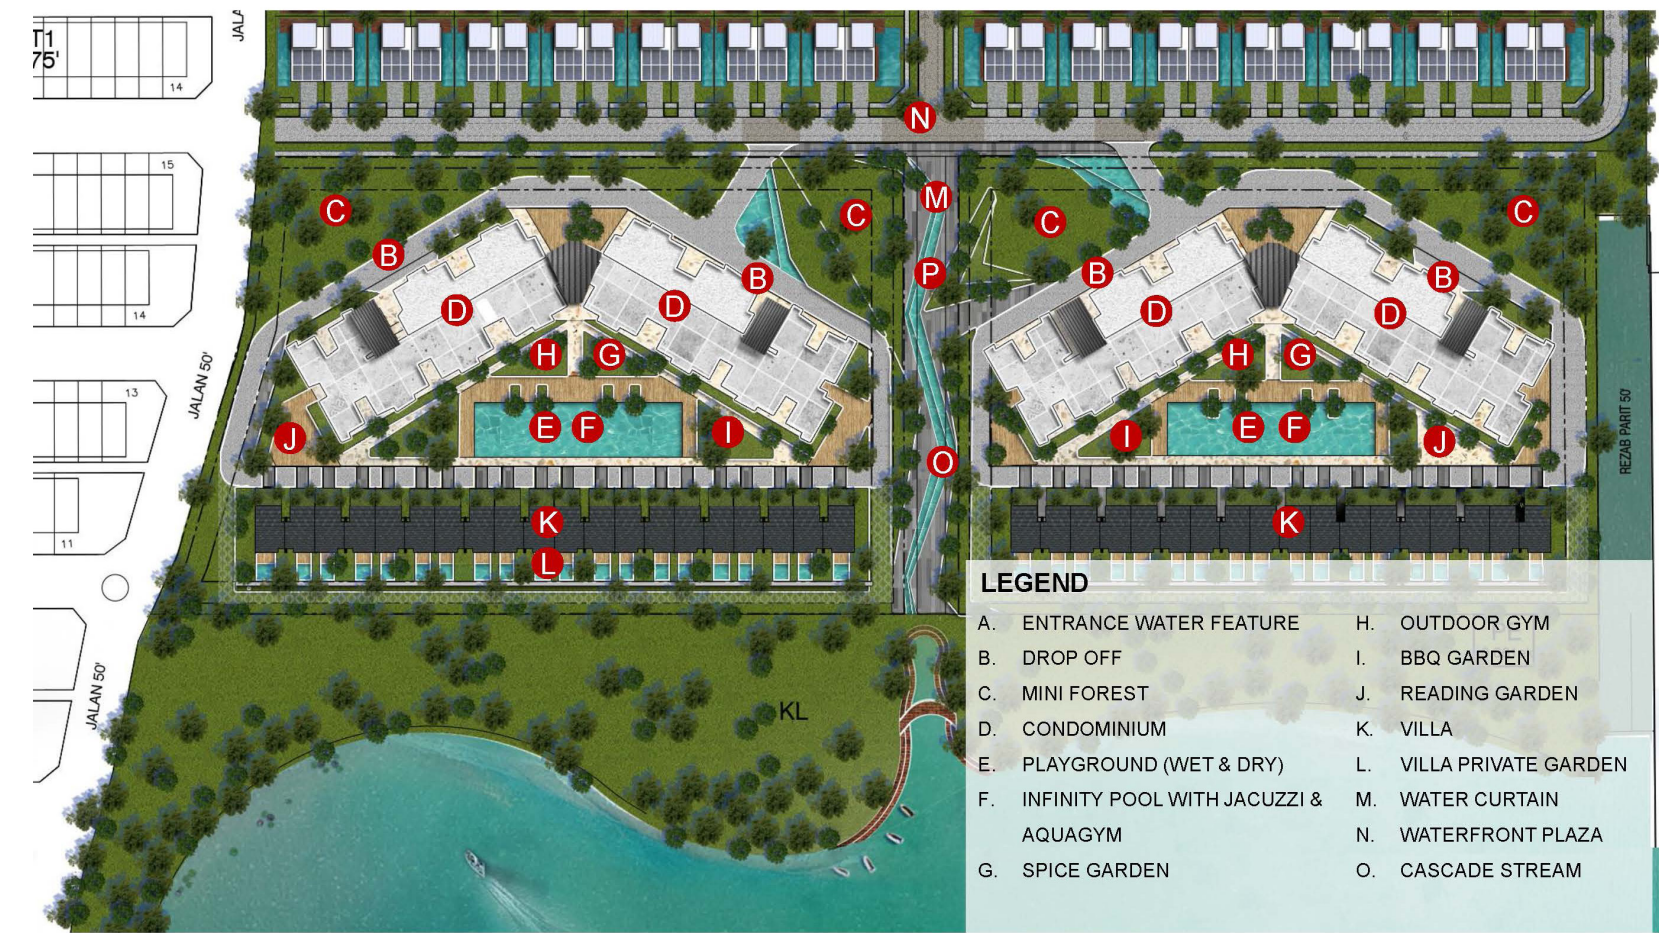 JALA
T1
75'
14
N
15
C
C
M
C
C
B
B
P
B
B
D
D
D
D
14
H
G
H
G
JALAN 50'
13
J
E
F
I
I
E
F
J
REZAB PARIT 50'
O
K
K
11
L
LEGEND
A. ENTRANCE WATER FEATURE
B. DROP OFF
C. MINI FOREST
D. CONDOMINIUM
E. PLAYGROUND (WET & DRY)
F. INFINITY POOL WITH JACUZZI &
AQUAGYM
G. SPICE GARDEN
H. OUTDOOR GYM
I. BBQ GARDEN
J. READING GARDEN
K. VILLA
L. VILLA PRIVATE GARDEN
M. WATER CURTAIN
N. WATERFRONT PLAZA
O. CASCADE STREAM
JALAN 50'
KL